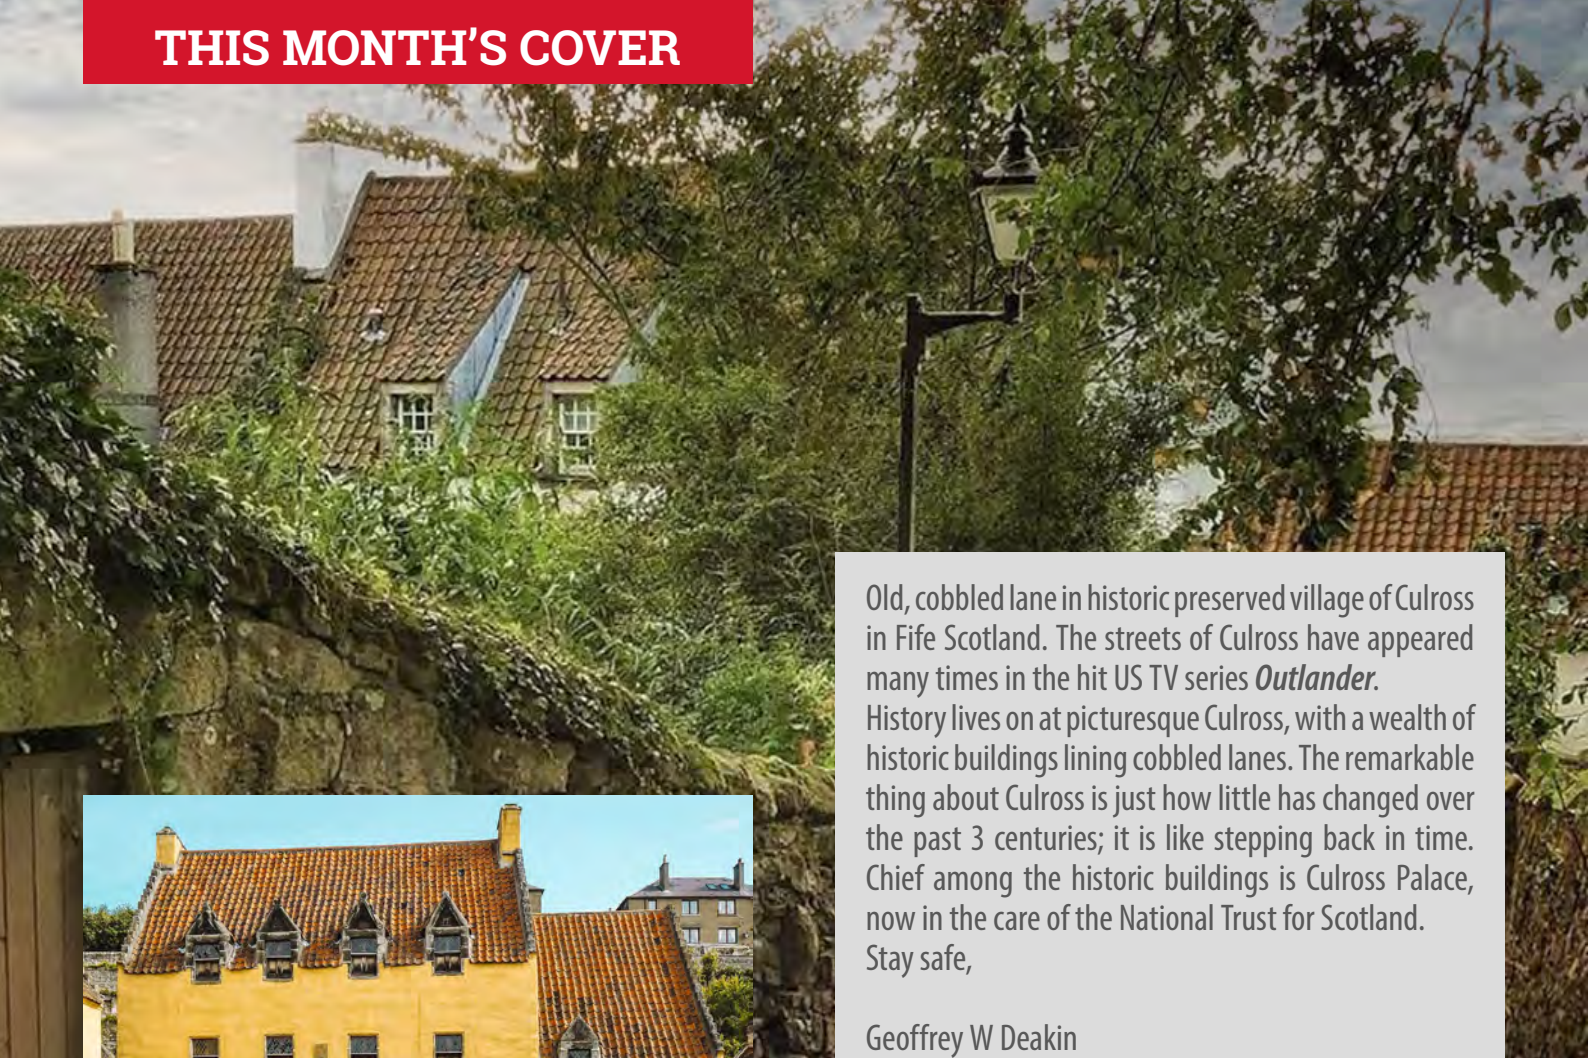 THIS MONTH'S COVER
Old, cobbled lane in historic preserved village of Culross
in Fife Scotland. The streets of Culross have appeared
many times in the hit US TV series Outlander.
History lives on at picturesque Culross, with a wealth of
historic buildings lining cobbled lanes. The remarkable
thing about Culross is just how little has changed over
the past 3 centuries; it is like stepping back in time.
Chief among the historic buildings is Culross Palace,
now in the care of the National Trust for Scotland.
Stay safe,
Geoffrey W Deakin